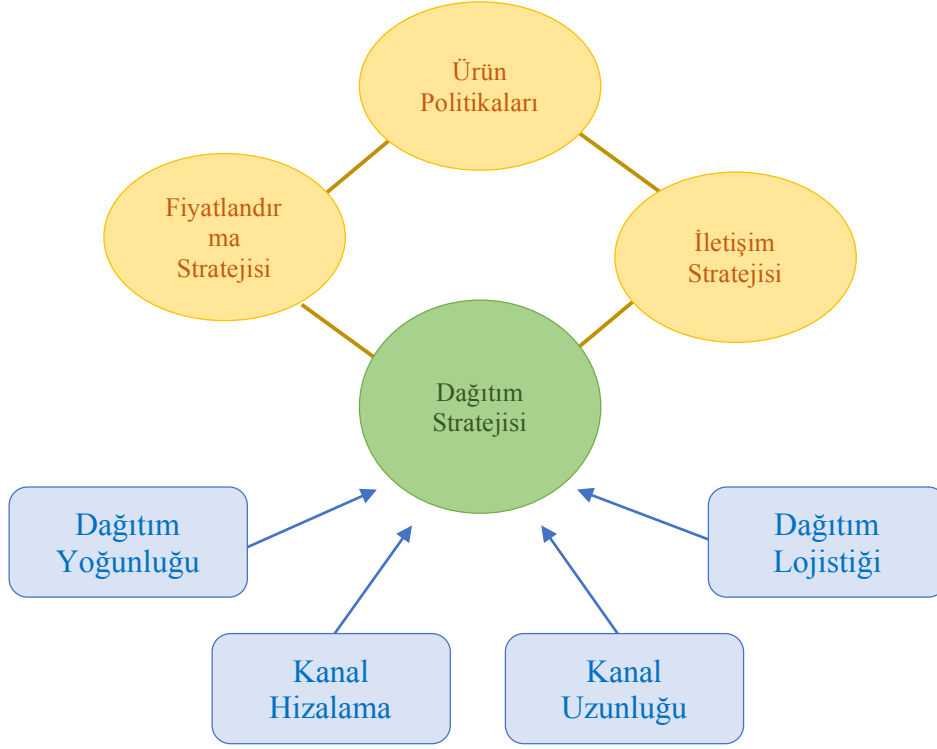 Ürün
Politikaları
Fiyatlandır
ma
Stratejisi
İletişim
Stratejisi
Dağıtım
Stratejisi
Dağıtım
Yoğunluğu
Dağıtım
Lojistiği
Kanal
Hizalama
Kanal
Uzunluğu